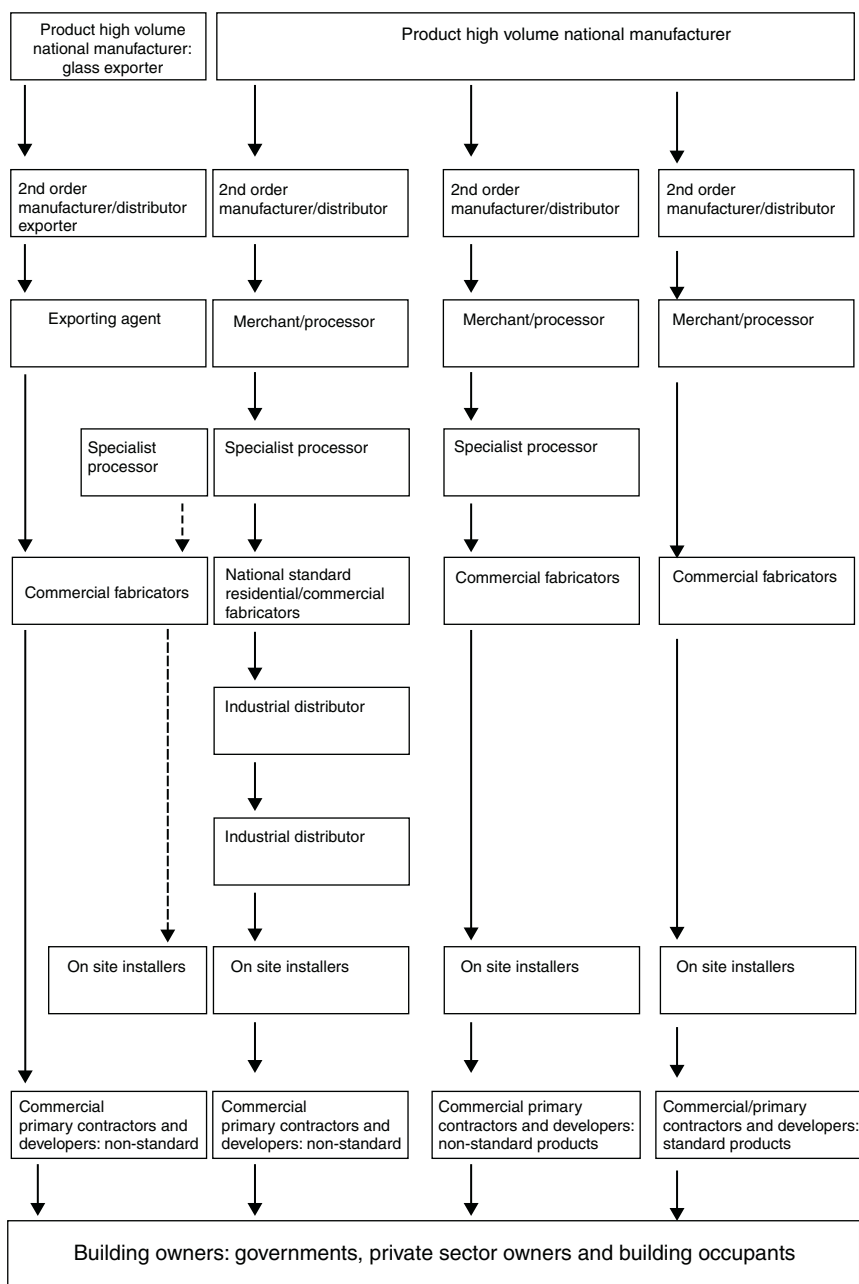 Product high volume
national manufacturer:
glass exporter
Product high volume national manufacturer
2nd order
manufacturer/distributor
exporter
2nd order
manufacturer/distributor
2nd order
manufacturer/distributor
2nd order
manufacturer/distributor
Exporting agent
Merchant/processor
Merchant/processor
Merchant/processor
Specialist
processor
Specialist processor
Specialist processor
Commercial fabricators
National standard
residential/commercial
fabricators
Commercial fabricators
Commercial fabricators
Industrial distributor
Industrial distributor
On site installers
On site installers
On site installers
On site installers
Commercial
primary contractors and
developers: non-standard
Commercial
primary contractors and
developers: non-standard
Commercial primary
contractors and developers:
non-standard products
Commercial/primary
contractors and developers:
standard products
Building owners: governments, private sector owners and building occupants